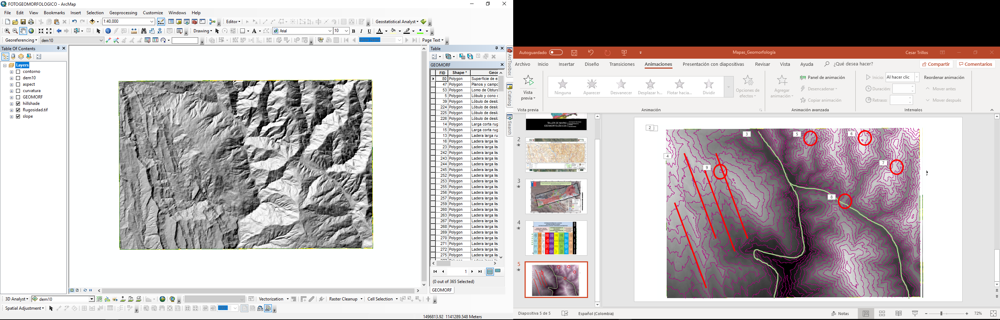 FOTOGEOMORFOLOGICO - ArcMap
File Edit View Bookmarks Insert Selection Geoprocessing Customize Windows Help
1:40,000 Editor Geostatistical Analyst
Drawing Arial 10 B I U A
Georeferencing dem10 Page Text
Table Of Contents
Layers
contorno
dem10
aspect
curvatura
GEOMORF
hillshade
Rugosidad.tif
slope
Table
GEOMORF
FID Shape * Geor
80 Polygon Superficie de e
47 Polygon Planos y campo
53 Polygon Lomo de Obtura
5 Polygon Lóbulo y cono d
39 Polygon Lóbulo de desli
224 Polygon Lóbulo de desli
225 Polygon Lóbulo de desli
226 Polygon Lóbulo de desli
14 Polygon Larga corta rug
15 Polygon Larga corta rug
13 Polygon Ladera larga ru
16 Polygon Ladera larga lis
23 Polygon Ladera larga lis
242 Polygon Ladera larga lis
243 Polygon Ladera larga lis
244 Polygon Ladera larga lis
245 Polygon Ladera larga lis
252 Polygon Ladera larga lis
253 Polygon Ladera larga lis
255 Polygon Ladera larga lis
256 Polygon Ladera larga lis
257 Polygon Ladera larga lis
259 Polygon Ladera larga lis
260 Polygon Ladera larga lis
263 Polygon Ladera larga lis
267 Polygon Ladera larga lis
268 Polygon Ladera larga lis
269 Polygon Ladera larga lis
270 Polygon Ladera larga lis
271 Polygon Ladera larga lis
272 Polygon Ladera larga lis
275 Polygon Ladera larga lis
1
(0 out of 365 Selected)
GEOMORF
ArcToolbox
Catalog
Search
3D Analyst dem10 Vectorization Raster Cleanup Cell Selection
Spatial Adjustment
1496813.92 1141289.548 Meters
Autoguardado Mapas_Geomorfología Cesar Trillos
Archivo Inicio Insertar Diseño Transiciones Animaciones Presentación con diapositivas Revisar Vista Ayuda ¿Qué desea hacer? Compartir Comentarios
Vista previa
Ninguna Aparecer Desvanecer Desplazar h... Flotar hacia... Dividir
Opciones de efectos
Agregar animación
Panel de animación
Desencadenar
Copiar animación
Inicio: Al hacer clic
Duración:
Retraso:
Reordenar animación
Mover antes
Mover después
Vista previa Animación Animación avanzada Intervalos
TALLER DE MAPAS
GEOMORFOLÓGICOS
2
3
4
5
2
3
5
6
4
7
9
e
8
Diapositiva 5 de 5 Español (Colombia) Notas 72%